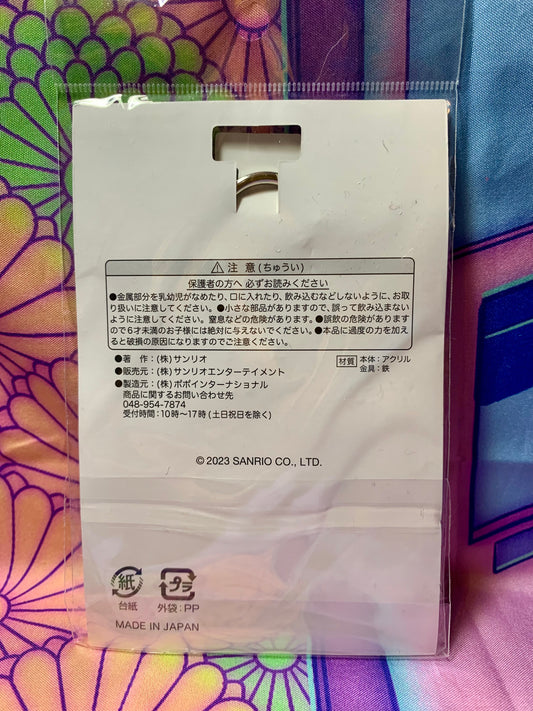 ⚠ 注 意 (ちゅうい)
保護者の方へ 必ずお読みください
●金属部分を乳幼児がなめたり、口に入れたり、飲み込むなどしないように、お取
り扱いに注意してください。●小さな部品がありますので、誤って飲み込まない
ように注意してください。窒息などの危険があります。●誤飲の危険があります
ので6才未満のお子様には絶対に与えないでください。●本品に過度の力を加え
ると破損の原因になりますのでご注意ください。
●著 作：(株)サンリオ
●販売元：(株)サンリオエンターテイメント
●製造元：(株)ポポインターナショナル
商品に関するお問い合わせ先
048-954-7874
受付時間：10時〜17時(土日祝日を除く)
材質 本体：アクリル
金具：鉄
© 2023 SANRIO CO., LTD.
紙 プラ
台紙 外袋：PP
MADE IN JAPAN